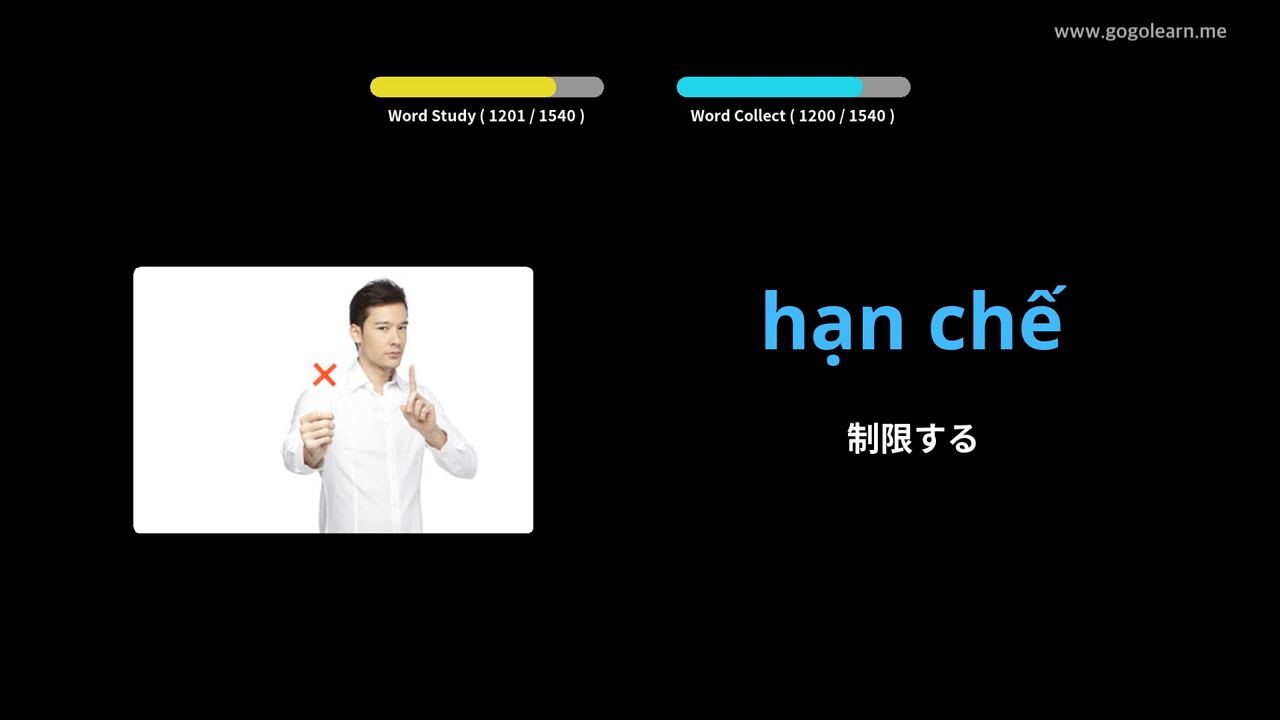 www.gogolearn.me
Word Study ( 1201 / 1540 )
Word Collect ( 1200 / 1540 )
hạn chế
制限する